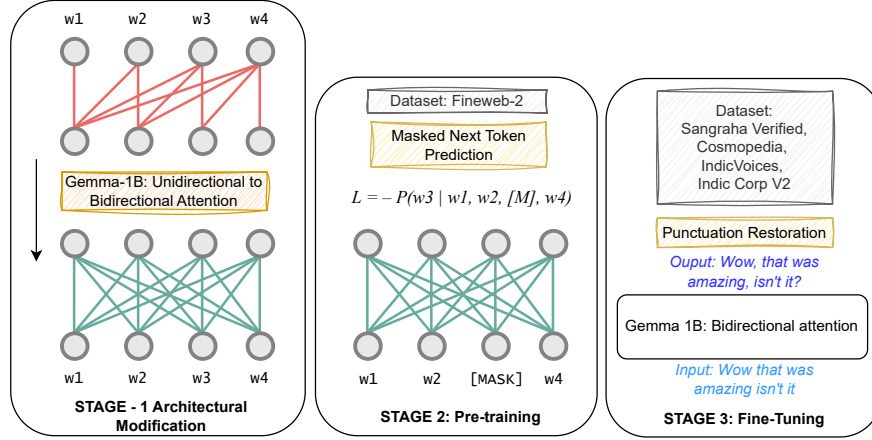 w1 w2 w3 w4
Gemma-1B: Unidirectional to
Bidirectional Attention
w1 w2 w3 w4
STAGE - 1 Architectural
Modification
Dataset: Fineweb-2
Masked Next Token
Prediction
L = – P(w3 | w1, w2, [M], w4)
w1 w2 [MASK] w4
STAGE 2: Pre-training
Dataset:
Sangraha Verified,
Cosmopedia,
IndicVoices,
Indic Corp V2
Punctuation Restoration
Ouput: Wow, that was
amazing, isn't it?
Gemma 1B: Bidirectional attention
Input: Wow that was
amazing isn't it
STAGE 3: Fine-Tuning